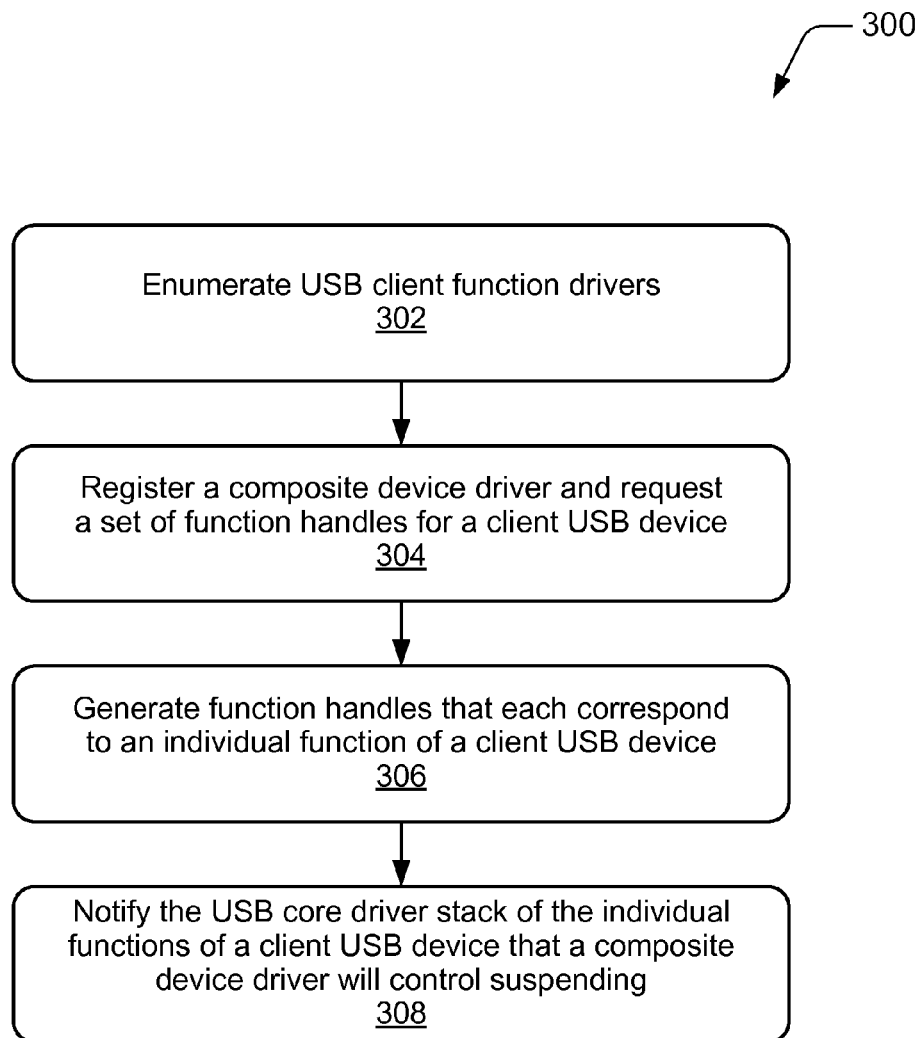 300
Enumerate USB client function drivers
302
Register a composite device driver and request
a set of function handles for a client USB device
304
Generate function handles that each correspond
to an individual function of a client USB device
306
Notify the USB core driver stack of the individual
functions of a client USB device that a composite
device driver will control suspending
308